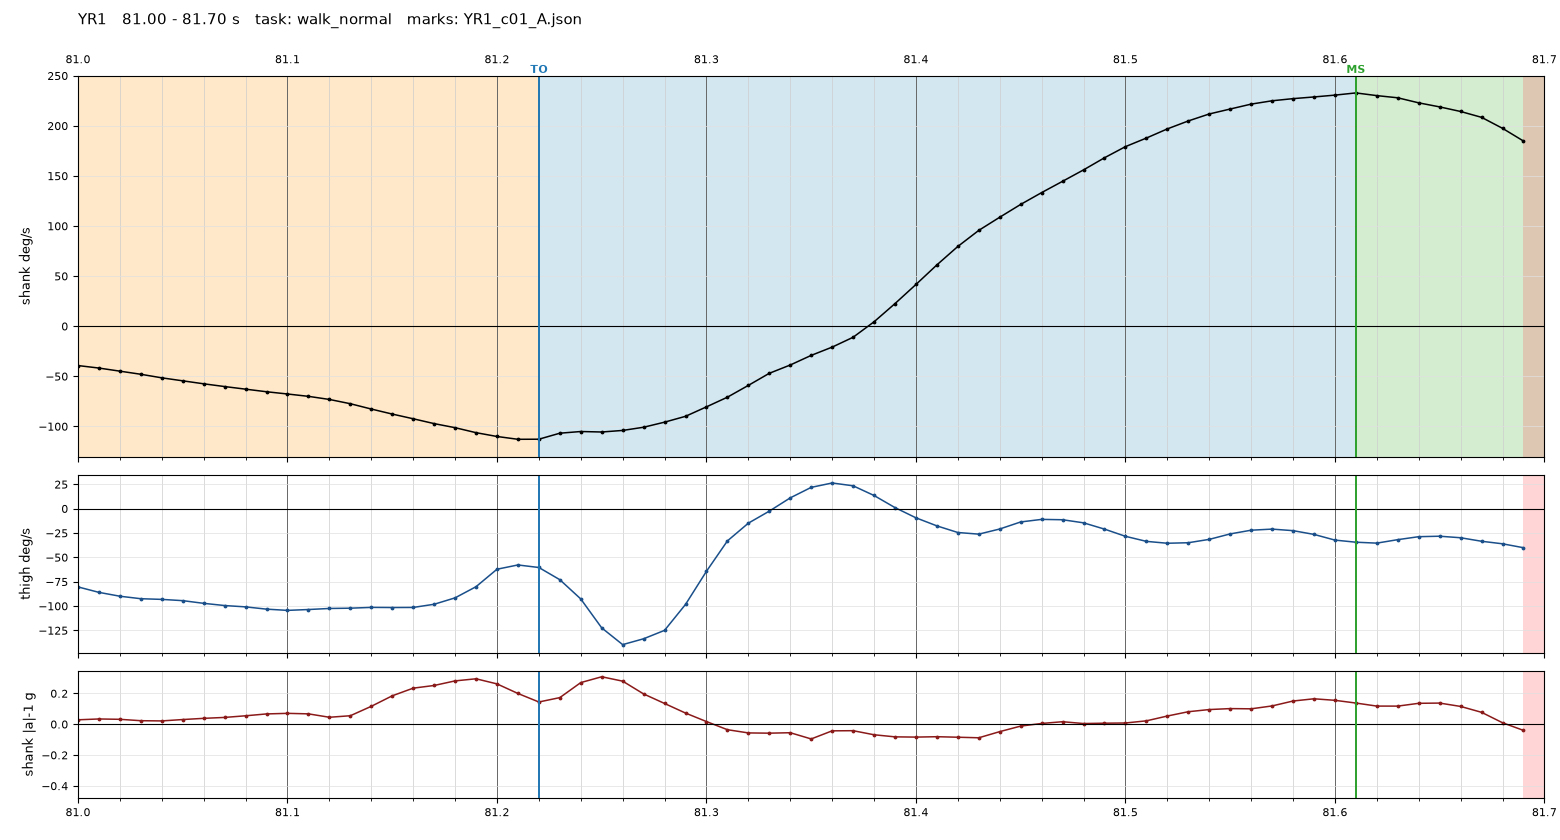 YR1   81.00 - 81.70 s   task: walk_normal   marks: YR1_c01_A.json
81.0 81.1 81.2 81.3 81.4 81.5 81.6 81.7
TO MS
250
200
150
100
50
0
−50
−100
shank deg/s
25
0
−25
−50
−75
−100
−125
thigh deg/s
0.2
0.0
−0.2
−0.4
shank |a|-1 g
81.0 81.1 81.2 81.3 81.4 81.5 81.6 81.7